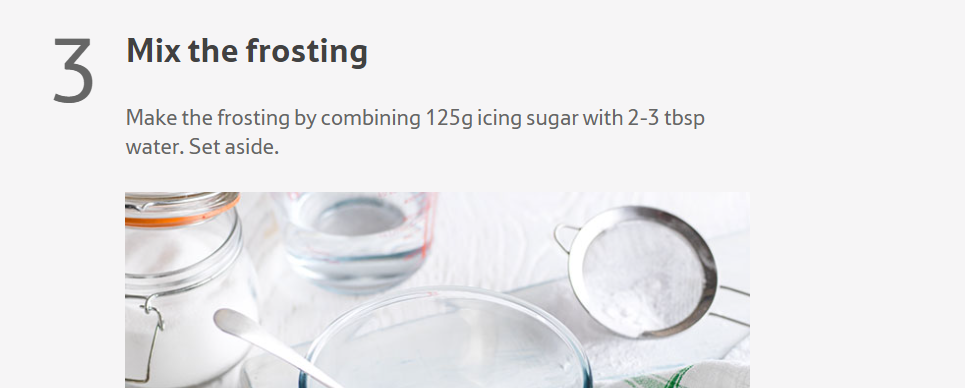 3
Mix the frosting
Make the frosting by combining 125g icing sugar with 2-3 tbsp
water. Set aside.